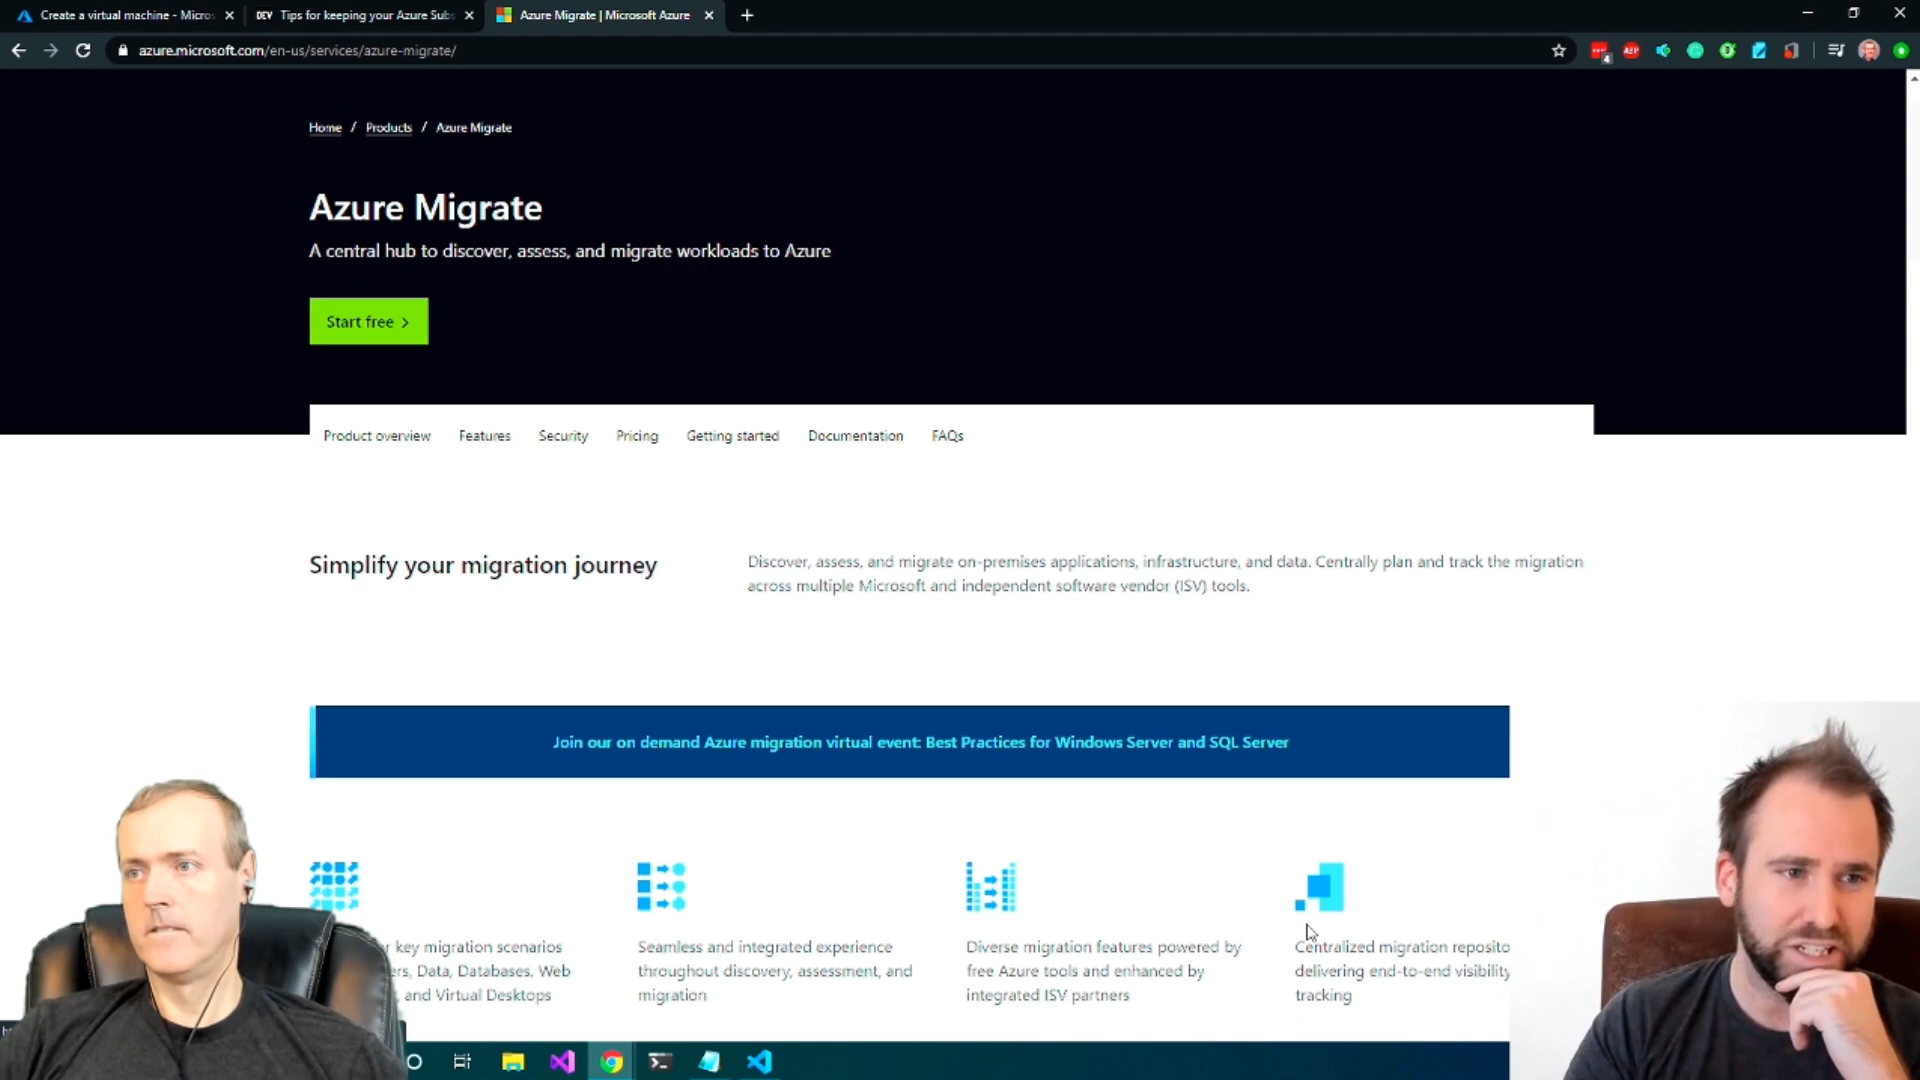 Create a virtual machine - Micros
DEV Tips for keeping your Azure Subs
Azure Migrate | Microsoft Azure
azure.microsoft.com/en-us/services/azure-migrate/
4
ABP
Home / Products / Azure Migrate
Azure Migrate
A central hub to discover, assess, and migrate workloads to Azure
Start free >
Product overview Features Security Pricing Getting started Documentation FAQs
Simplify your migration journey
Discover, assess, and migrate on-premises applications, infrastructure, and data. Centrally plan and track the migration
across multiple Microsoft and independent software vendor (ISV) tools.
Join our on demand Azure migration virtual event: Best Practices for Windows Server and SQL Server
r key migration scenarios
ers, Data, Databases, Web
and Virtual Desktops
Seamless and integrated experience
throughout discovery, assessment, and
migration
Diverse migration features powered by
free Azure tools and enhanced by
integrated ISV partners
Centralized migration reposito
delivering end-to-end visibility
tracking